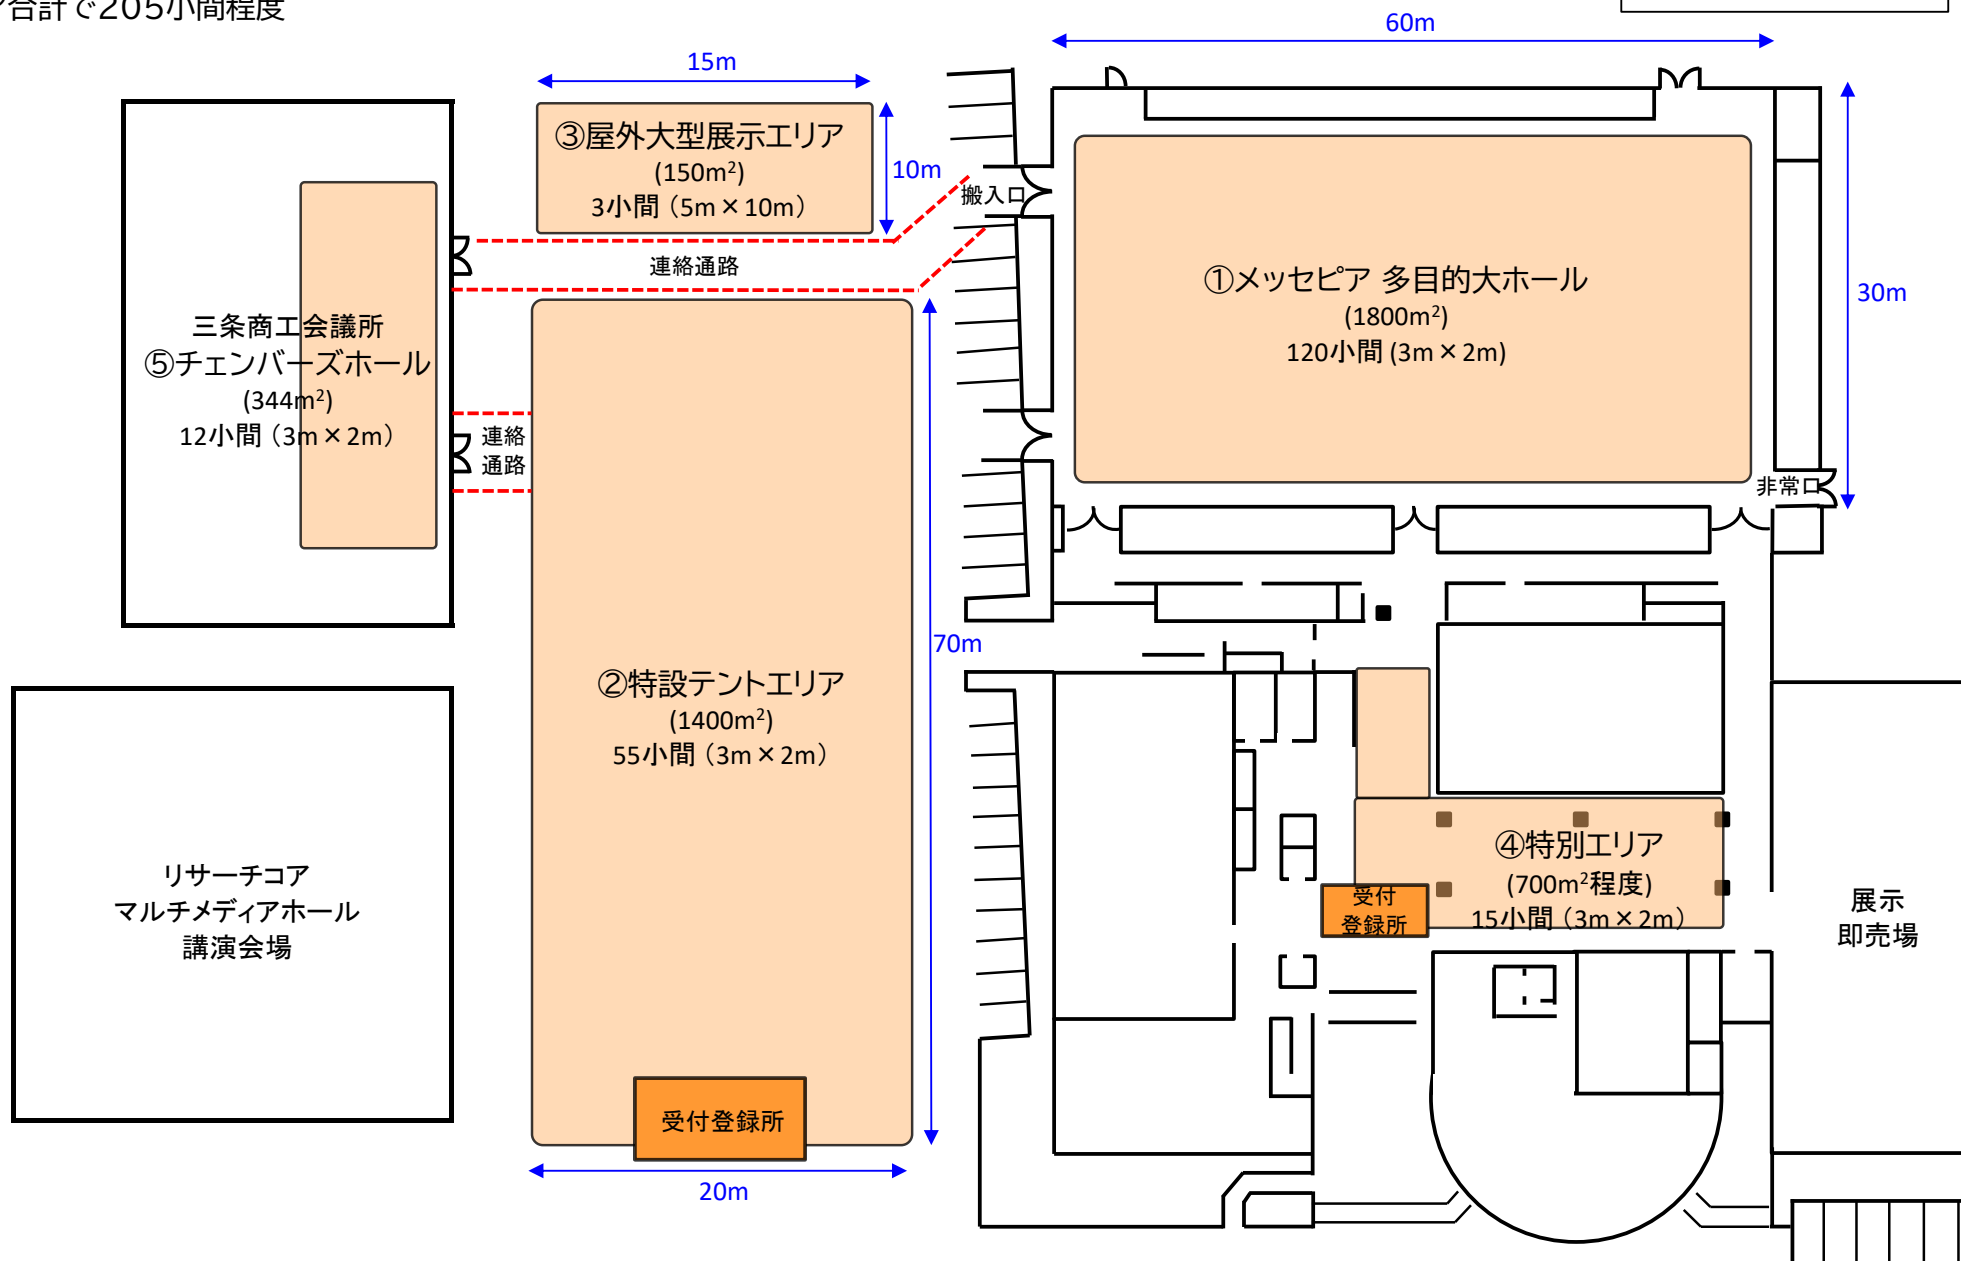 合計で205小間程度
60m
15m
③屋外大型展示エリア
(150m²)
3小間（5m×10m）
10m
搬入口
連絡通路
①メッセピア 多目的大ホール
(1800m²)
120小間 (3m×2m)
30m
非常口
三条商工会議所
⑤チェンバーズホール
(344m²)
12小間（3m×2m）
連絡
通路
②特設テントエリア
(1400m²)
55小間（3m×2m）
70m
④特別エリア
(700m²程度)
15小間（3m×2m）
受付
登録所
展示
即売場
リサーチコア
マルチメディアホール
講演会場
受付登録所
20m